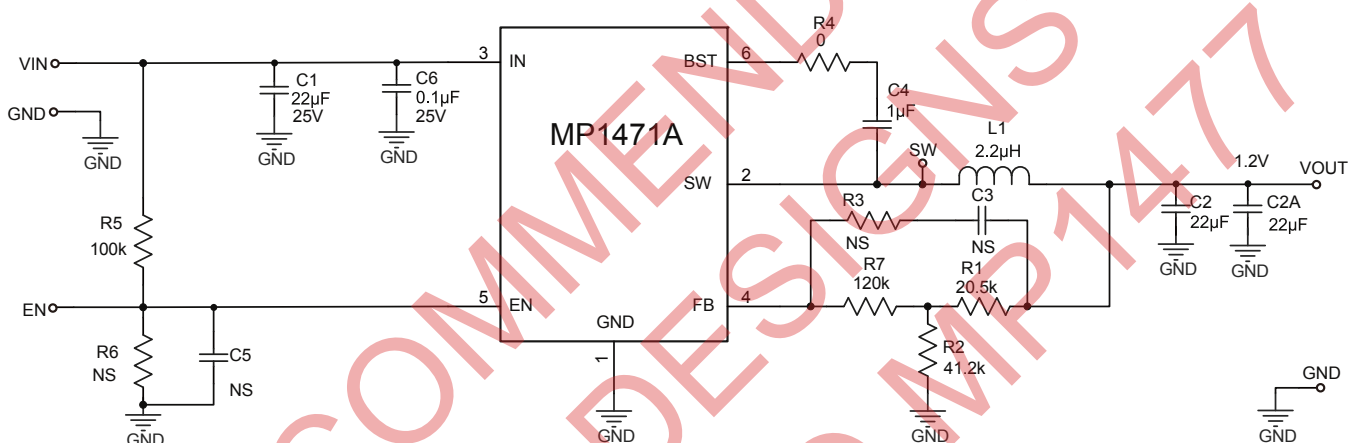 VIN
GND
GND
C1
22µF
25V
GND
C6
0.1µF
25V
GND
3
IN
MP1471A
BST
6
R4
0
C4
1µF
SW
2
SW
L1
2.2µH
1.2V
VOUT
C2
22µF
GND
C2A
22µF
GND
R3
NS
C3
NS
R5
100k
EN
5
EN
FB
4
R7
120k
R1
20.5k
R2
41.2k
GND
R6
NS
C5
NS
GND
GND
1
GND
GND
GND
COMMEND
DESIGNS
O MP1477